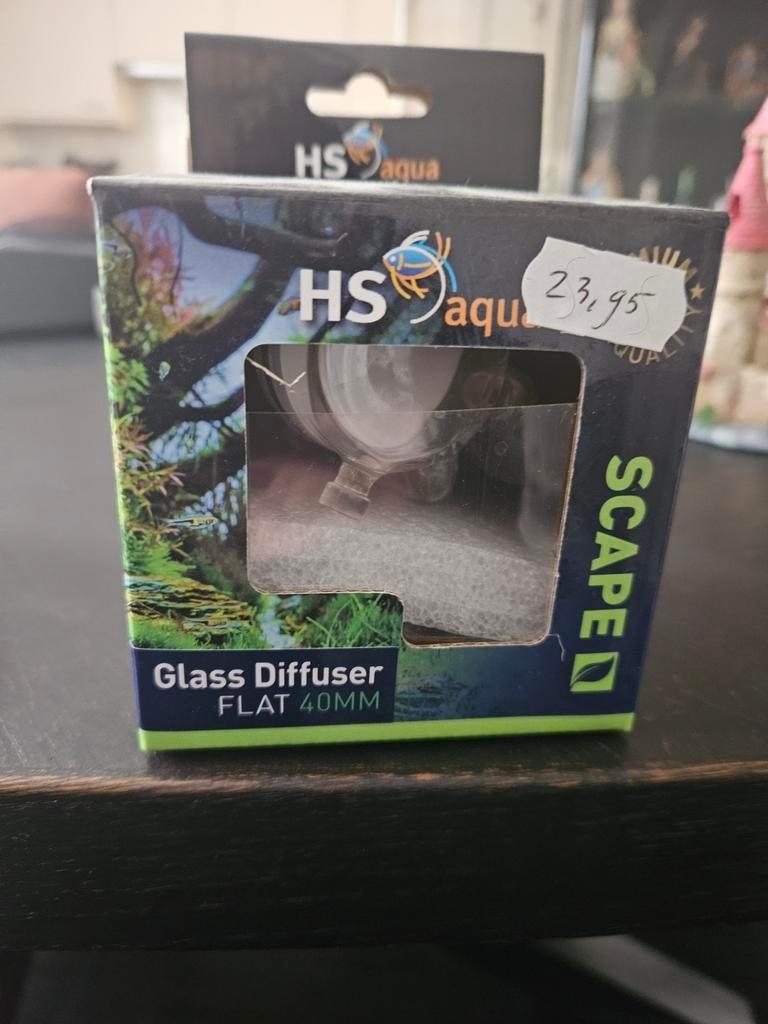 HS aqua
HS aqua
23,95
QUALITY
SCAPE
Glass Diffuser
FLAT 40MM